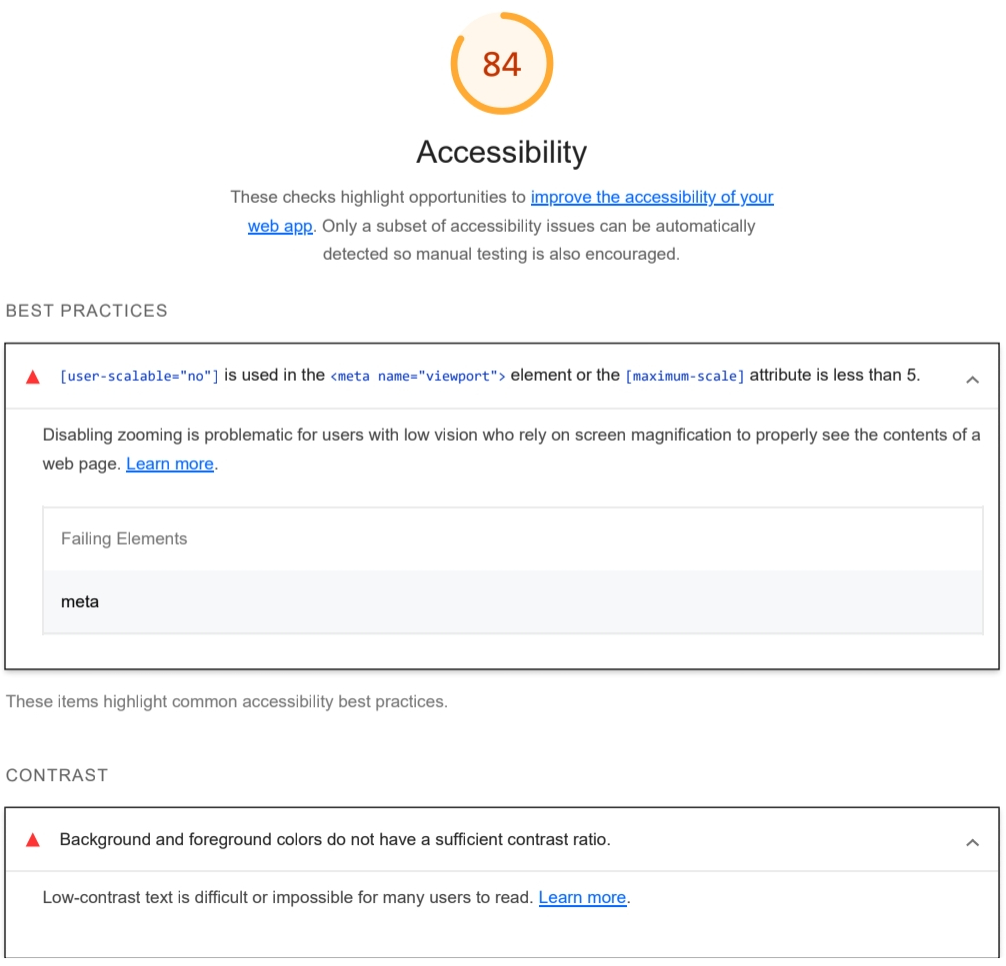 84
Accessibility
These checks highlight opportunities to improve the accessibility of your
web app. Only a subset of accessibility issues can be automatically
detected so manual testing is also encouraged.
BEST PRACTICES
[user-scalable="no"] is used in the <meta name="viewport"> element or the [maximum-scale] attribute is less than 5.
Disabling zooming is problematic for users with low vision who rely on screen magnification to properly see the contents of a
web page. Learn more.
Failing Elements
meta
These items highlight common accessibility best practices.
CONTRAST
Background and foreground colors do not have a sufficient contrast ratio.
Low-contrast text is difficult or impossible for many users to read. Learn more.